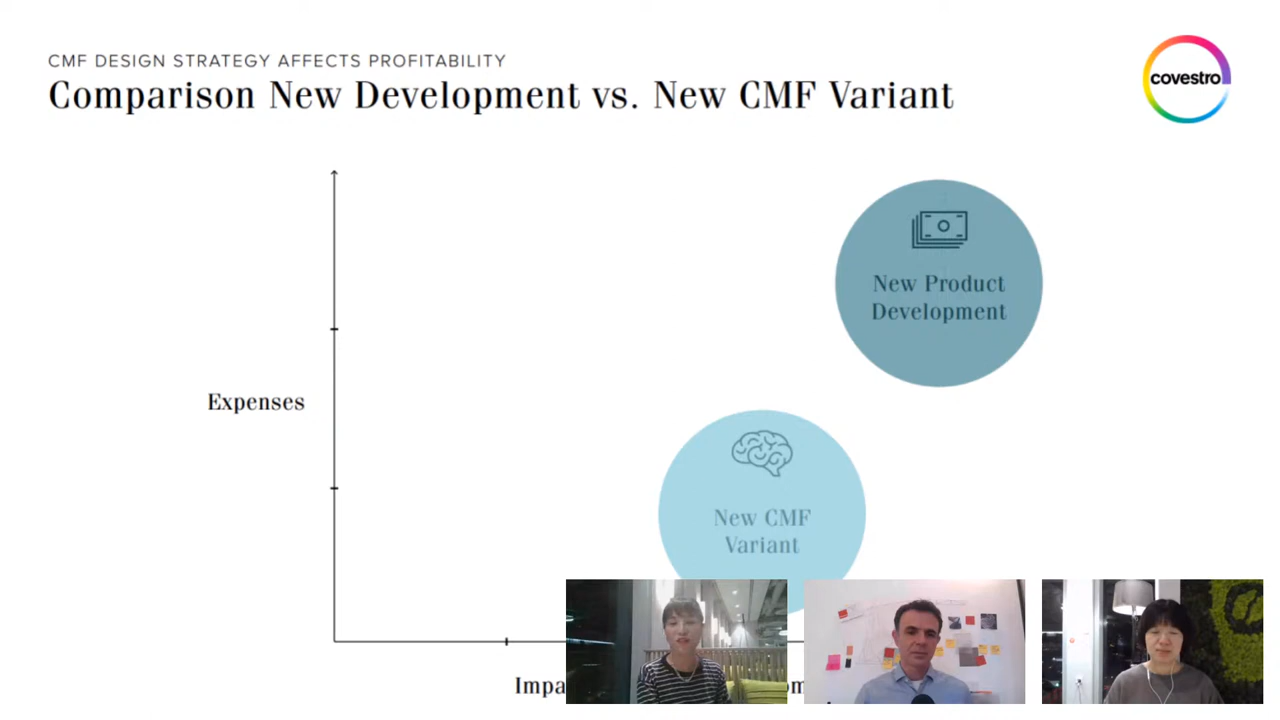 CMF DESIGN STRATEGY AFFECTS PROFITABILITY
Comparison New Development vs. New CMF Variant
covestro
New Product
Development
Expenses
New CMF
Variant